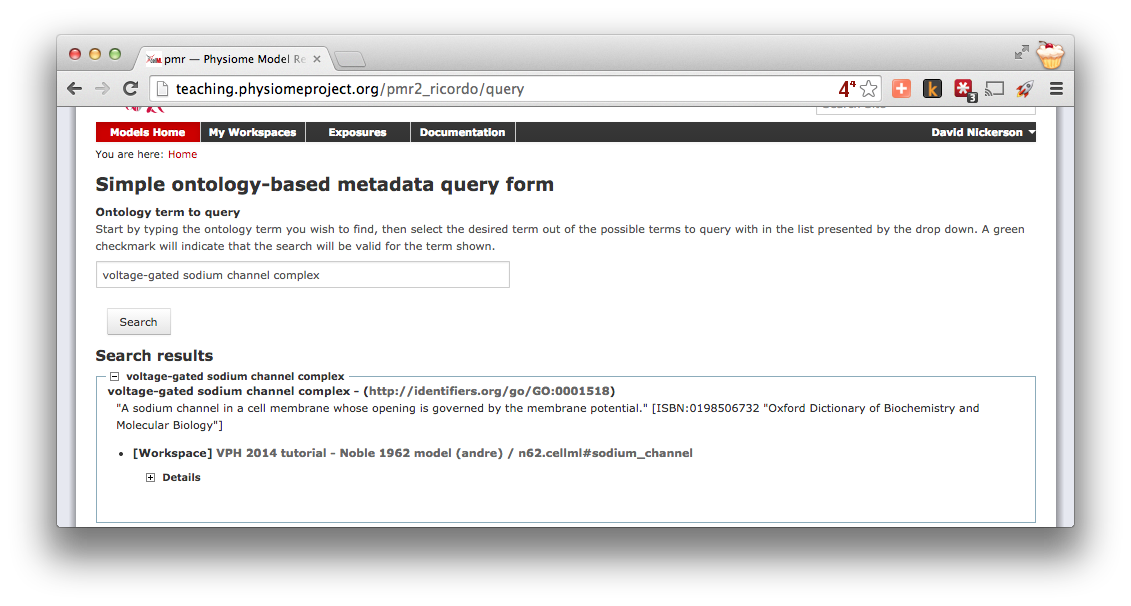 pmr — Physiome Model Re
teaching.physiomeproject.org/pmr2_ricordo/query
4⁴
3
Models Home My Workspaces Exposures Documentation David Nickerson
You are here: Home
Simple ontology-based metadata query form
Ontology term to query
Start by typing the ontology term you wish to find, then select the desired term out of the possible terms to query with in the list presented by the drop down. A green
checkmark will indicate that the search will be valid for the term shown.
voltage-gated sodium channel complex
Search
Search results
voltage-gated sodium channel complex
voltage-gated sodium channel complex - (http://identifiers.org/go/GO:0001518)
"A sodium channel in a cell membrane whose opening is governed by the membrane potential." [ISBN:0198506732 "Oxford Dictionary of Biochemistry and
Molecular Biology"]
• [Workspace] VPH 2014 tutorial - Noble 1962 model (andre) / n62.cellml#sodium_channel
Details